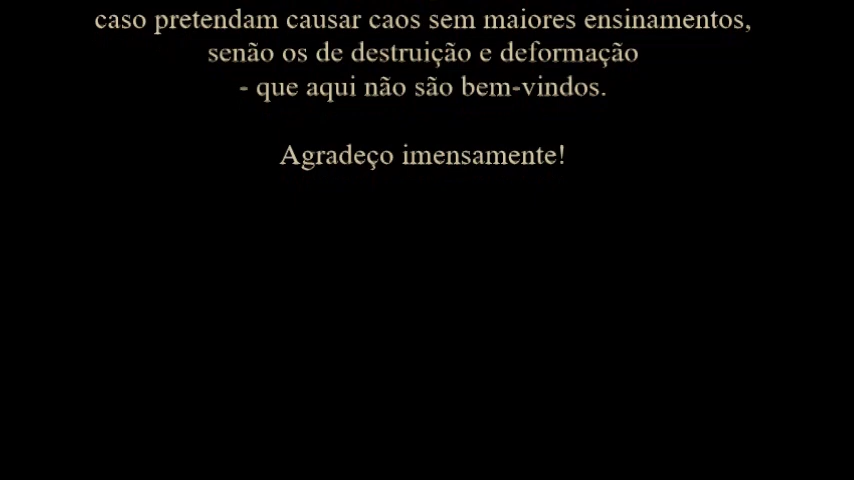 caso pretendam causar caos sem maiores ensinamentos,
senão os de destruição e deformação
- que aqui não são bem-vindos.
Agradeço imensamente!